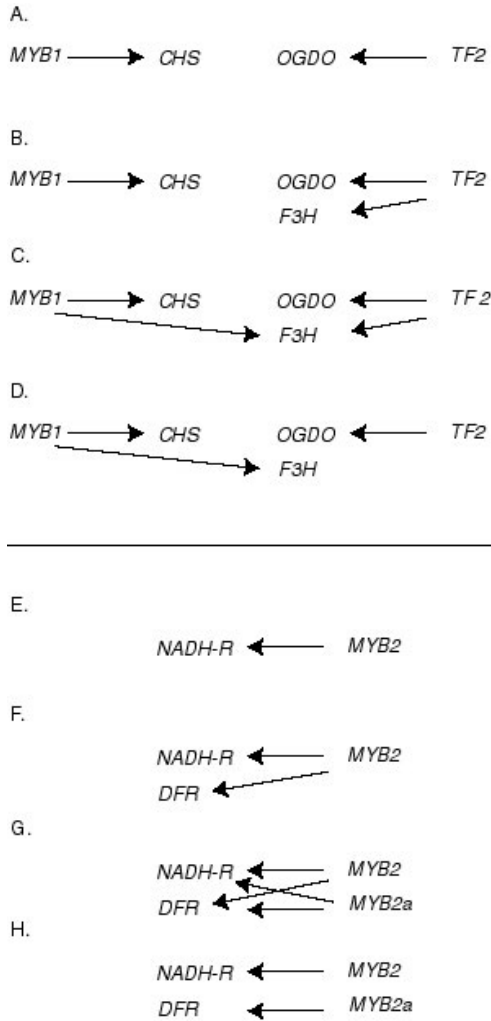 A.
MYB1 CHS OGDO TF2
B.
MYB1 CHS OGDO TF2
F3H
C.
MYB1 CHS OGDO TF 2
F3H
D.
MYB1 CHS OGDO TF2
F3H
E.
NADH-R MYB2
F.
NADH-R MYB2
DFR
G.
NADH-R MYB2
DFR MYB2a
H.
NADH-R MYB2
DFR MYB2a